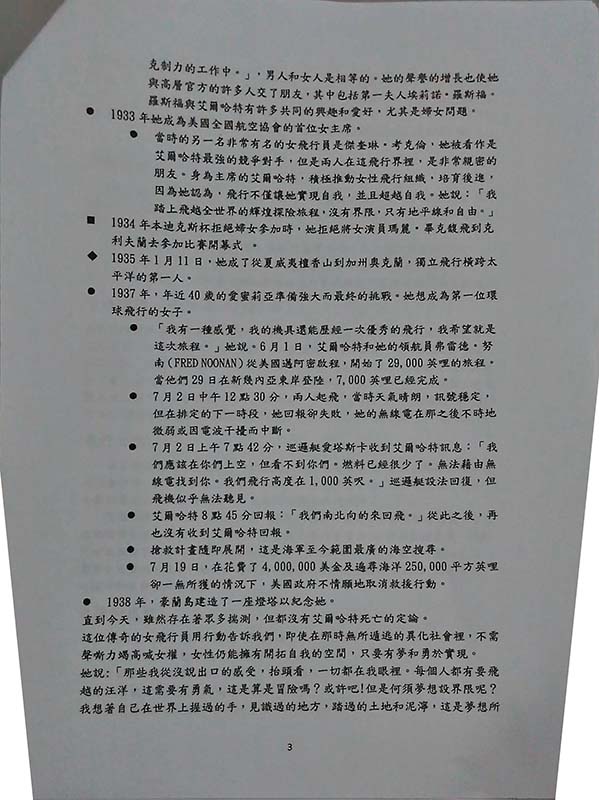 克制力的工作中。」，男人和女人是相等的。她的聲譽的增長也使她
與高層官方的許多人交了朋友，其中包括第一夫人埃莉諾·羅斯福。
羅斯福與艾爾哈特有許多共同的興趣和愛好，尤其是婦女問題。
● 1933 年她成為美國全國航空協會的首位女主席。
● 當時的另一名非常有名的女飛行員是傑奎琳·考克倫，她被看作是
艾爾哈特最強的競爭對手，但是兩人在這飛行界裡，是非常親密的
朋友。身為主席的艾爾哈特，積極推動女性飛行組織，培育後進，
因為她認為，飛行不僅讓她實現自我，並且超越自我。她說：「我
踏上飛越全世界的輝煌探險旅程，沒有界限，只有地平線和自由。」
■ 1934 年本迪克斯杯拒絕婦女參加時，她拒絕將女演員瑪麗·畢克馥飛到克
利夫蘭去參加比賽開幕式 。
◆ 1935 年 1 月 11 日，她成了從夏威夷檀香山到加州奧克蘭，獨立飛行橫跨太
平洋的第一人。
● 1937 年，年近 40 歲的愛蜜莉亞準備強大而最終的挑戰。她想成為第一位環
球飛行的女子。
● 「我有一種感覺，我的機具還能歷經一次優秀的飛行，我希望就是
這次旅程。」她說。6 月 1 日，艾爾哈特和她的領航員弗雷德·努
南(FRED NOONAN)從美國邁阿密啟程，開始了 29,000 英哩的旅程。
當他們 29 日在新幾內亞東岸登陸，7,000 英哩已經完成。
● 7 月 2 日中午 12 點 30 分，兩人起飛，當時天氣晴朗，訊號穩定，
但在排定的下一時段，她回報卻失敗，她的無線電在那之後不時地
微弱或因電波干擾而中斷。
● 7 月 2 日上午 7 點 42 分，巡邏艇愛塔斯卡收到艾爾哈特訊息：「我
們應該在你們上空，但看不到你們。燃料已經很少了。無法藉由無
線電找到你。我們飛行高度在 1,000 英呎。」巡邏艇設法回復，但
飛機似乎無法聽見。
● 艾爾哈特 8 點 45 分回報：「我們南北向的來回飛。」從此之後，再
也沒有收到艾爾哈特回報。
● 搶救計畫隨即展開，這是海軍至今範圍最廣的海空搜尋。
● 7 月 19 日，在花費了 4,000,000 美金及遍尋海洋 250,000 平方英哩
卻一無所獲的情況下，美國政府不情願地取消救援行動。
● 1938 年，豪蘭島建造了一座燈塔以紀念她。
直到今天，雖然存在著眾多揣測，但都沒有艾爾哈特死亡的定論。
這位傳奇的女飛行員用行動告訴我們，即使在那時無所遁逃的異化社會裡，不需
聲嘶力竭高喊女權，女性仍能擁有開拓自我的空間，只要有夢和勇於實現。
她說:「那些我從沒說出口的感受，抬頭看，一切都在我眼裡。每個人都有要飛
越的汪洋，這需要有勇氣，這是算是冒險嗎？或許吧！但是何須夢想設界限呢？
我想著自己在世界上握過的手，見識過的地方，踏過的土地和泥濘，這是夢想所
3